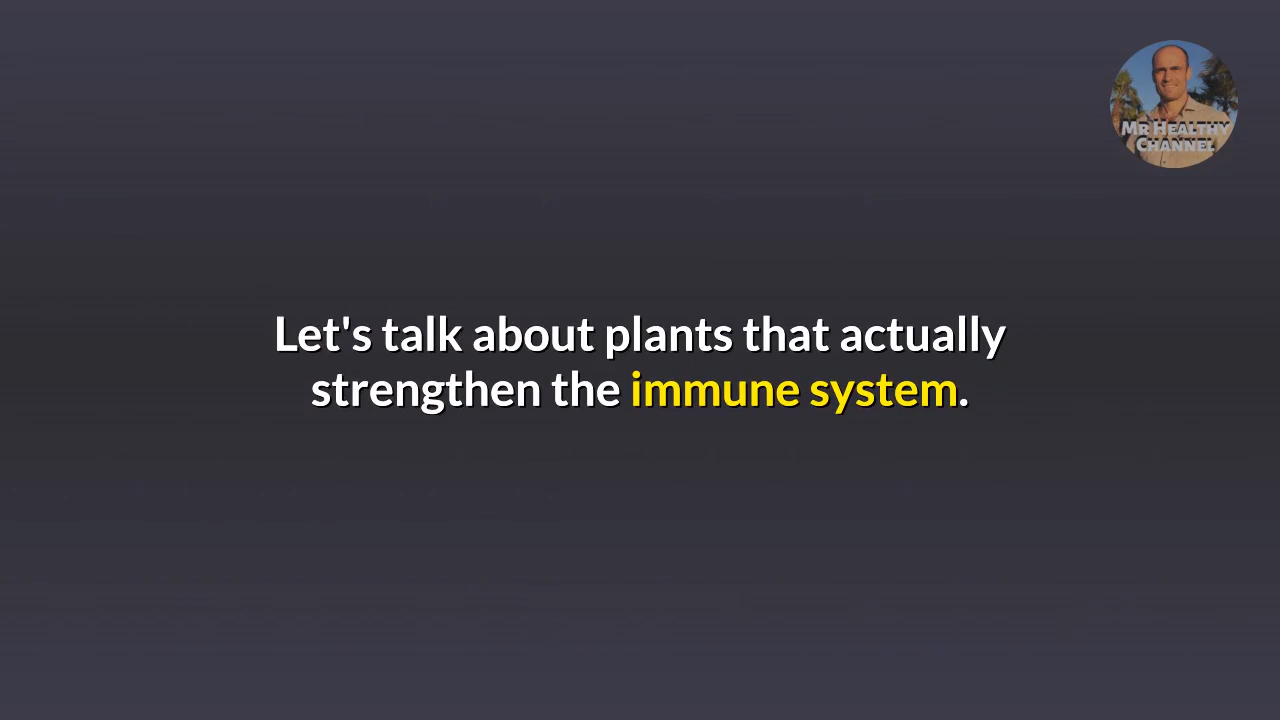 MR HEALTHY
CHANNEL
Let's talk about plants that actually
strengthen the immune system.